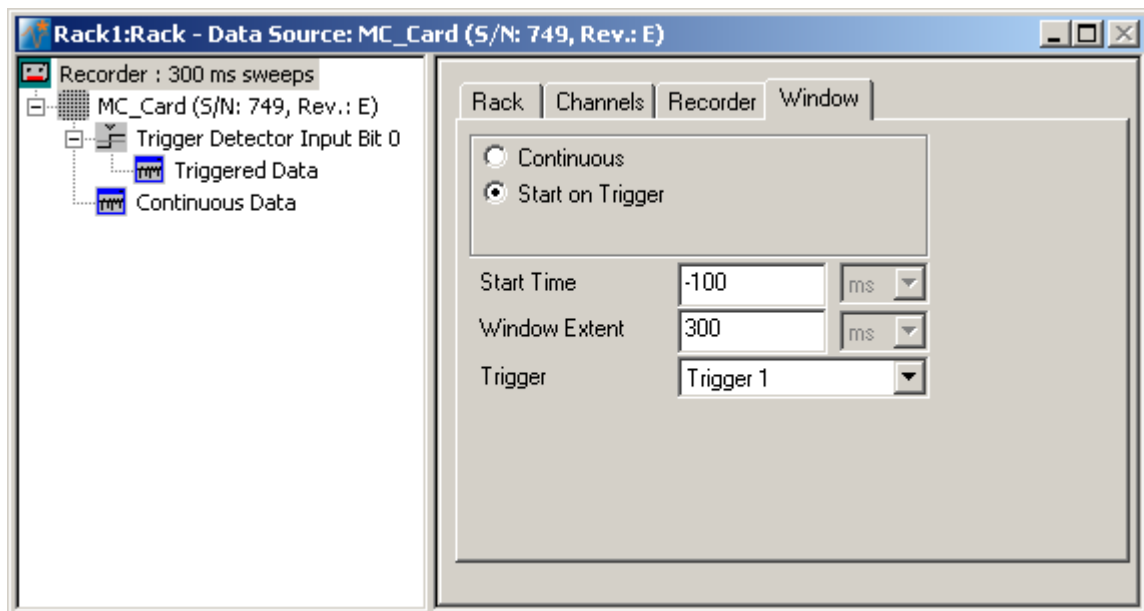 Rack1:Rack - Data Source: MC_Card (S/N: 749, Rev.: E)
Recorder : 300 ms sweeps
MC_Card (S/N: 749, Rev.: E)
Trigger Detector Input Bit 0
Triggered Data
Continuous Data
Rack Channels Recorder Window
Continuous
Start on Trigger
Start Time -100 ms
Window Extent 300 ms
Trigger Trigger 1